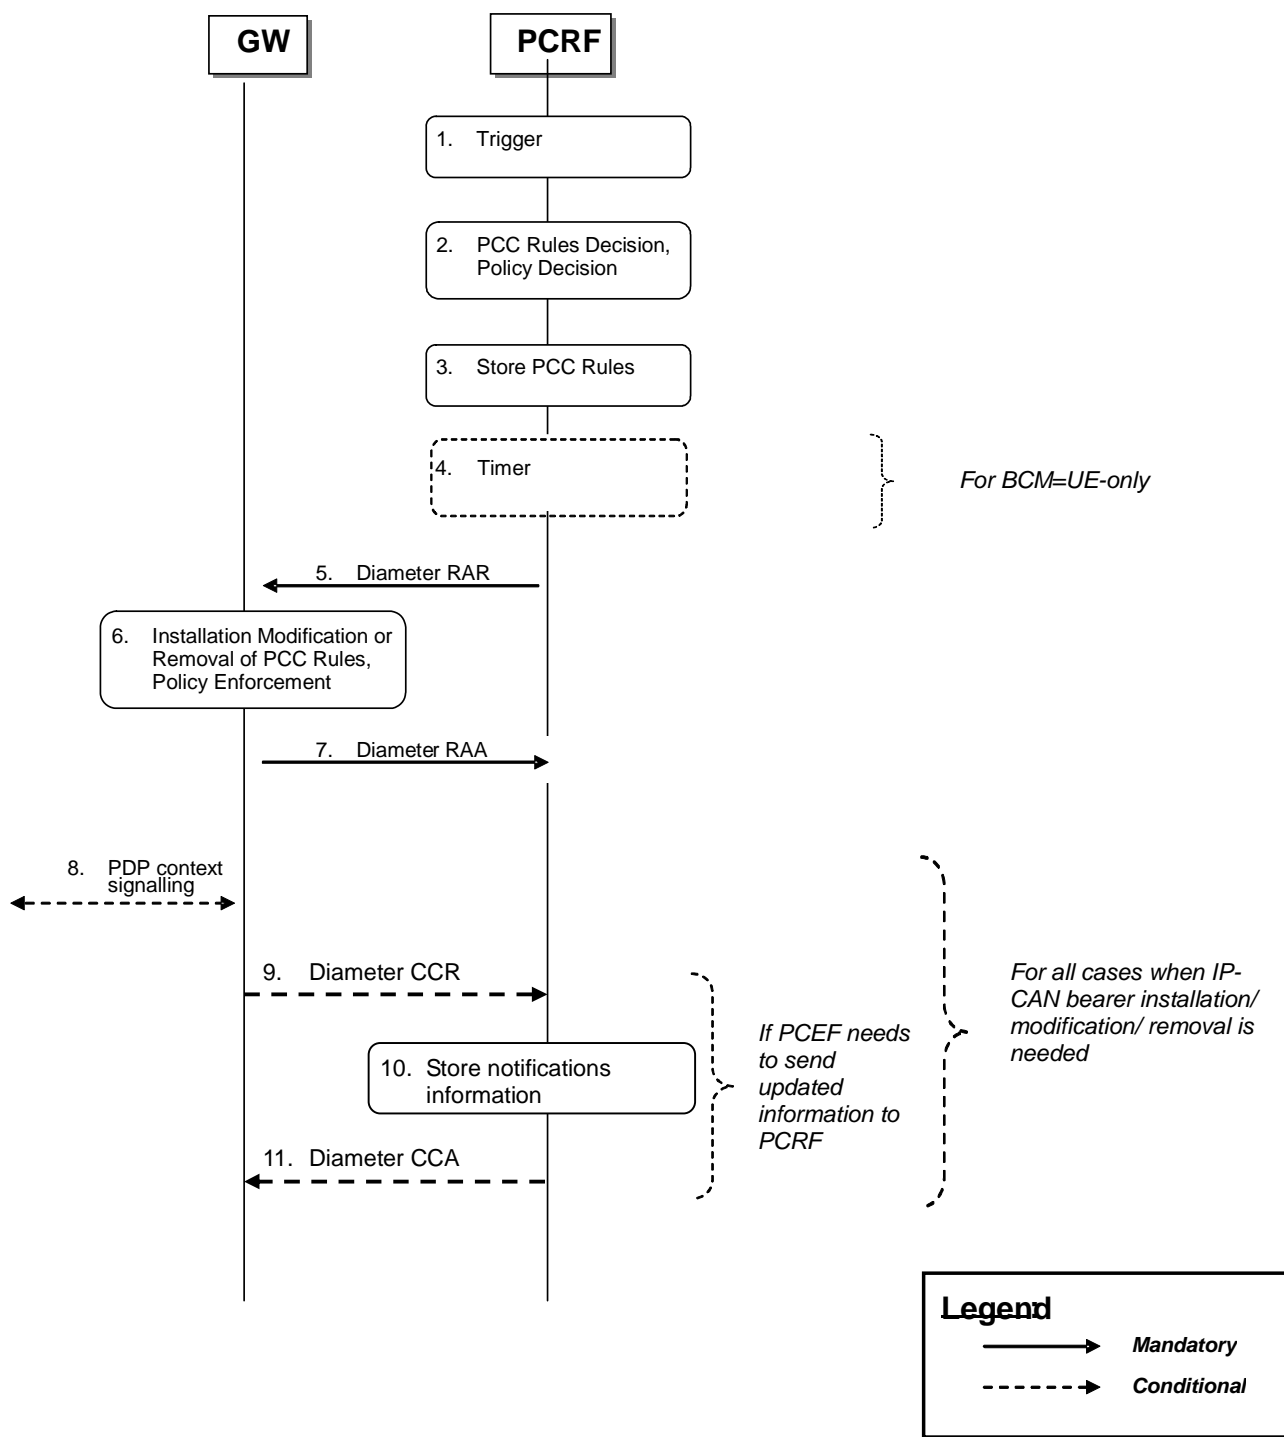 GW
PCRF
1. Trigger
2. PCC Rules Decision,
Policy Decision
3. Store PCC Rules
4. Timer
For BCM=UE-only
5. Diameter RAR
6. Installation Modification or
Removal of PCC Rules,
Policy Enforcement
7. Diameter RAA
8. PDP context
signalling
9. Diameter CCR
10. Store notifications
information
11. Diameter CCA
If PCEF needs
to send
updated
information to
PCRF
For all cases when IP-
CAN bearer installation/
modification/ removal is
needed
Legend:
Mandatory
Conditional